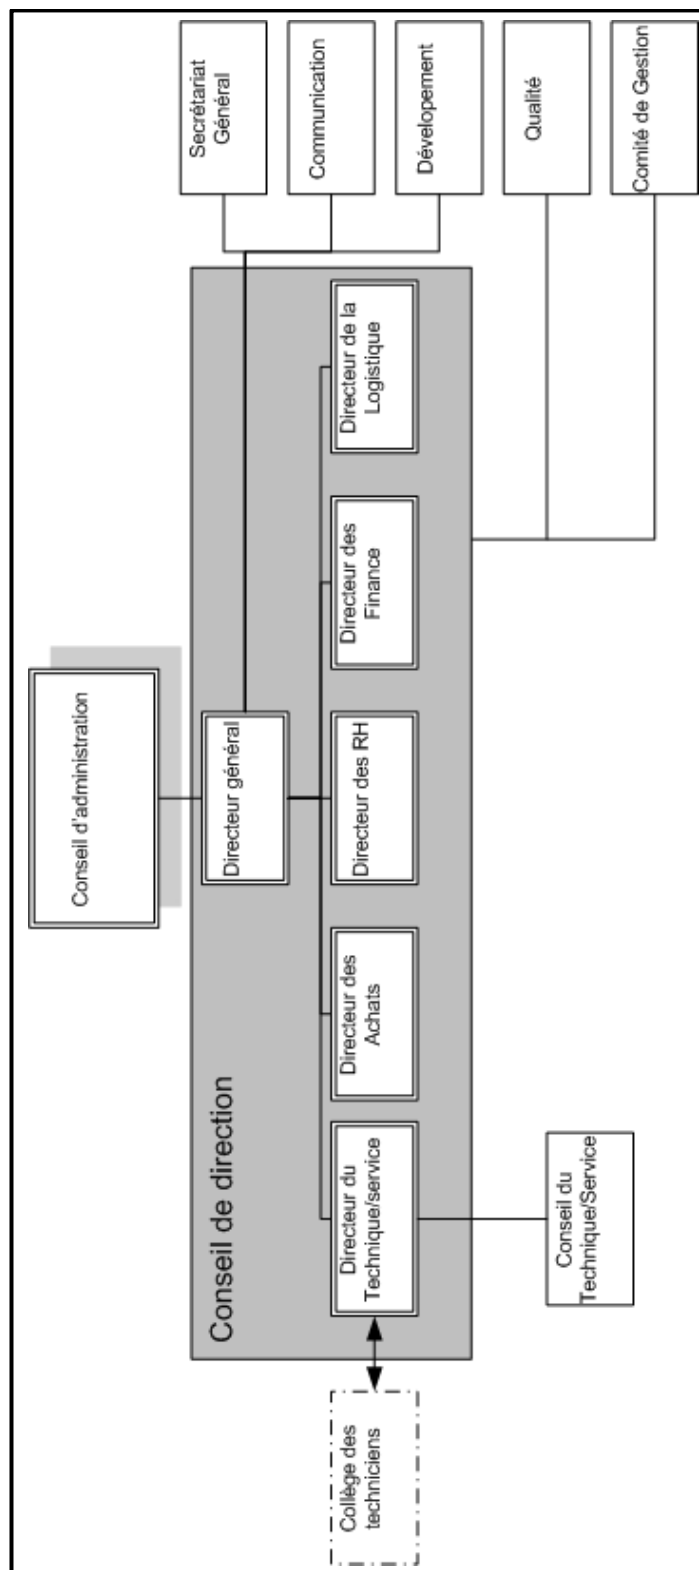 Conseil d'administration
Conseil de direction
Directeur général
Secrétariat
Général
Communication
Dévelopement
Qualité
Comité de Gestion
Collège des
techniciens
Directeur du
Technique/service
Directeur des
Achats
Directeur des RH
Directeur des
Finance
Directeur de la
Logistique
Conseil du
Technique/Service